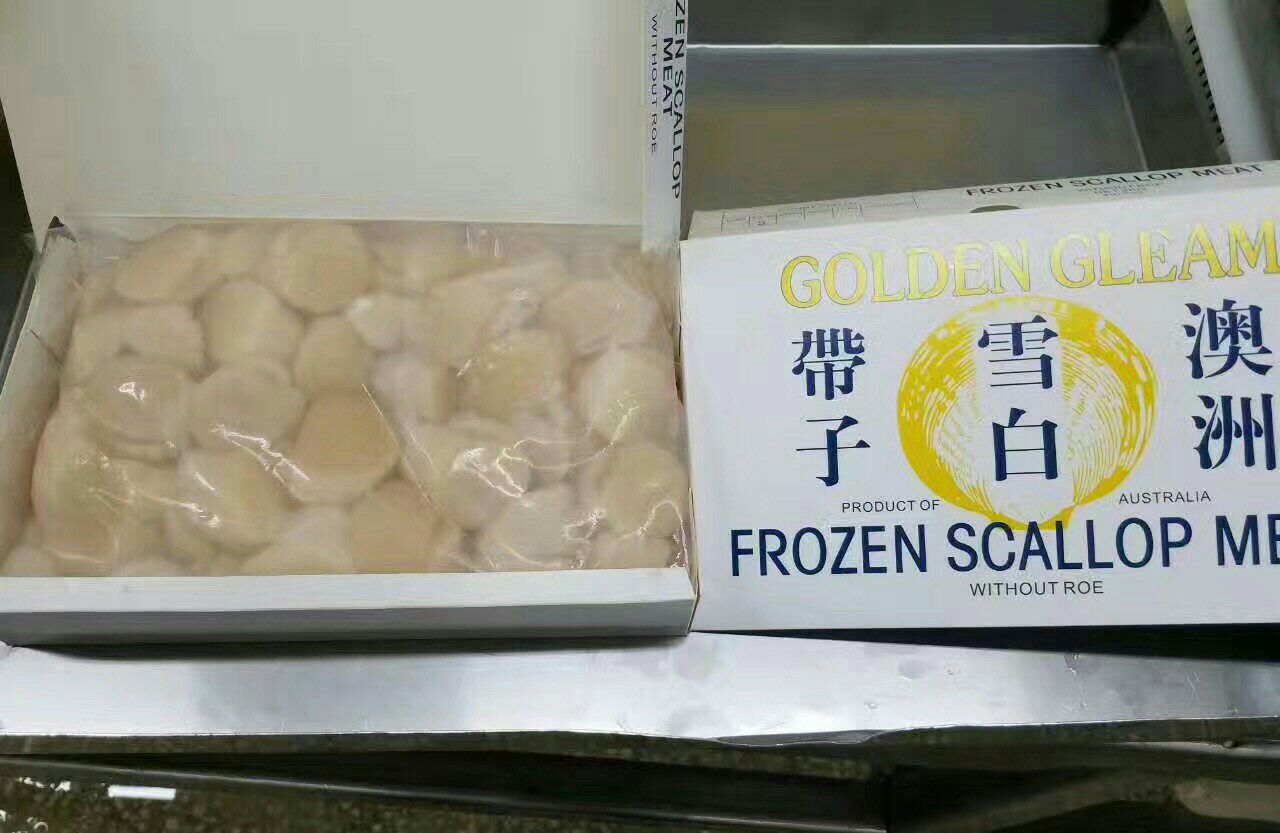 ZEN SCALLOP
MEAT
WITHOUT ROE
FROZEN SCALLOP MEAT
GOLDEN GLEAM
帶 雪 澳
子 白 洲
PRODUCT OF AUSTRALIA
FROZEN SCALLOP ME
WITHOUT ROE